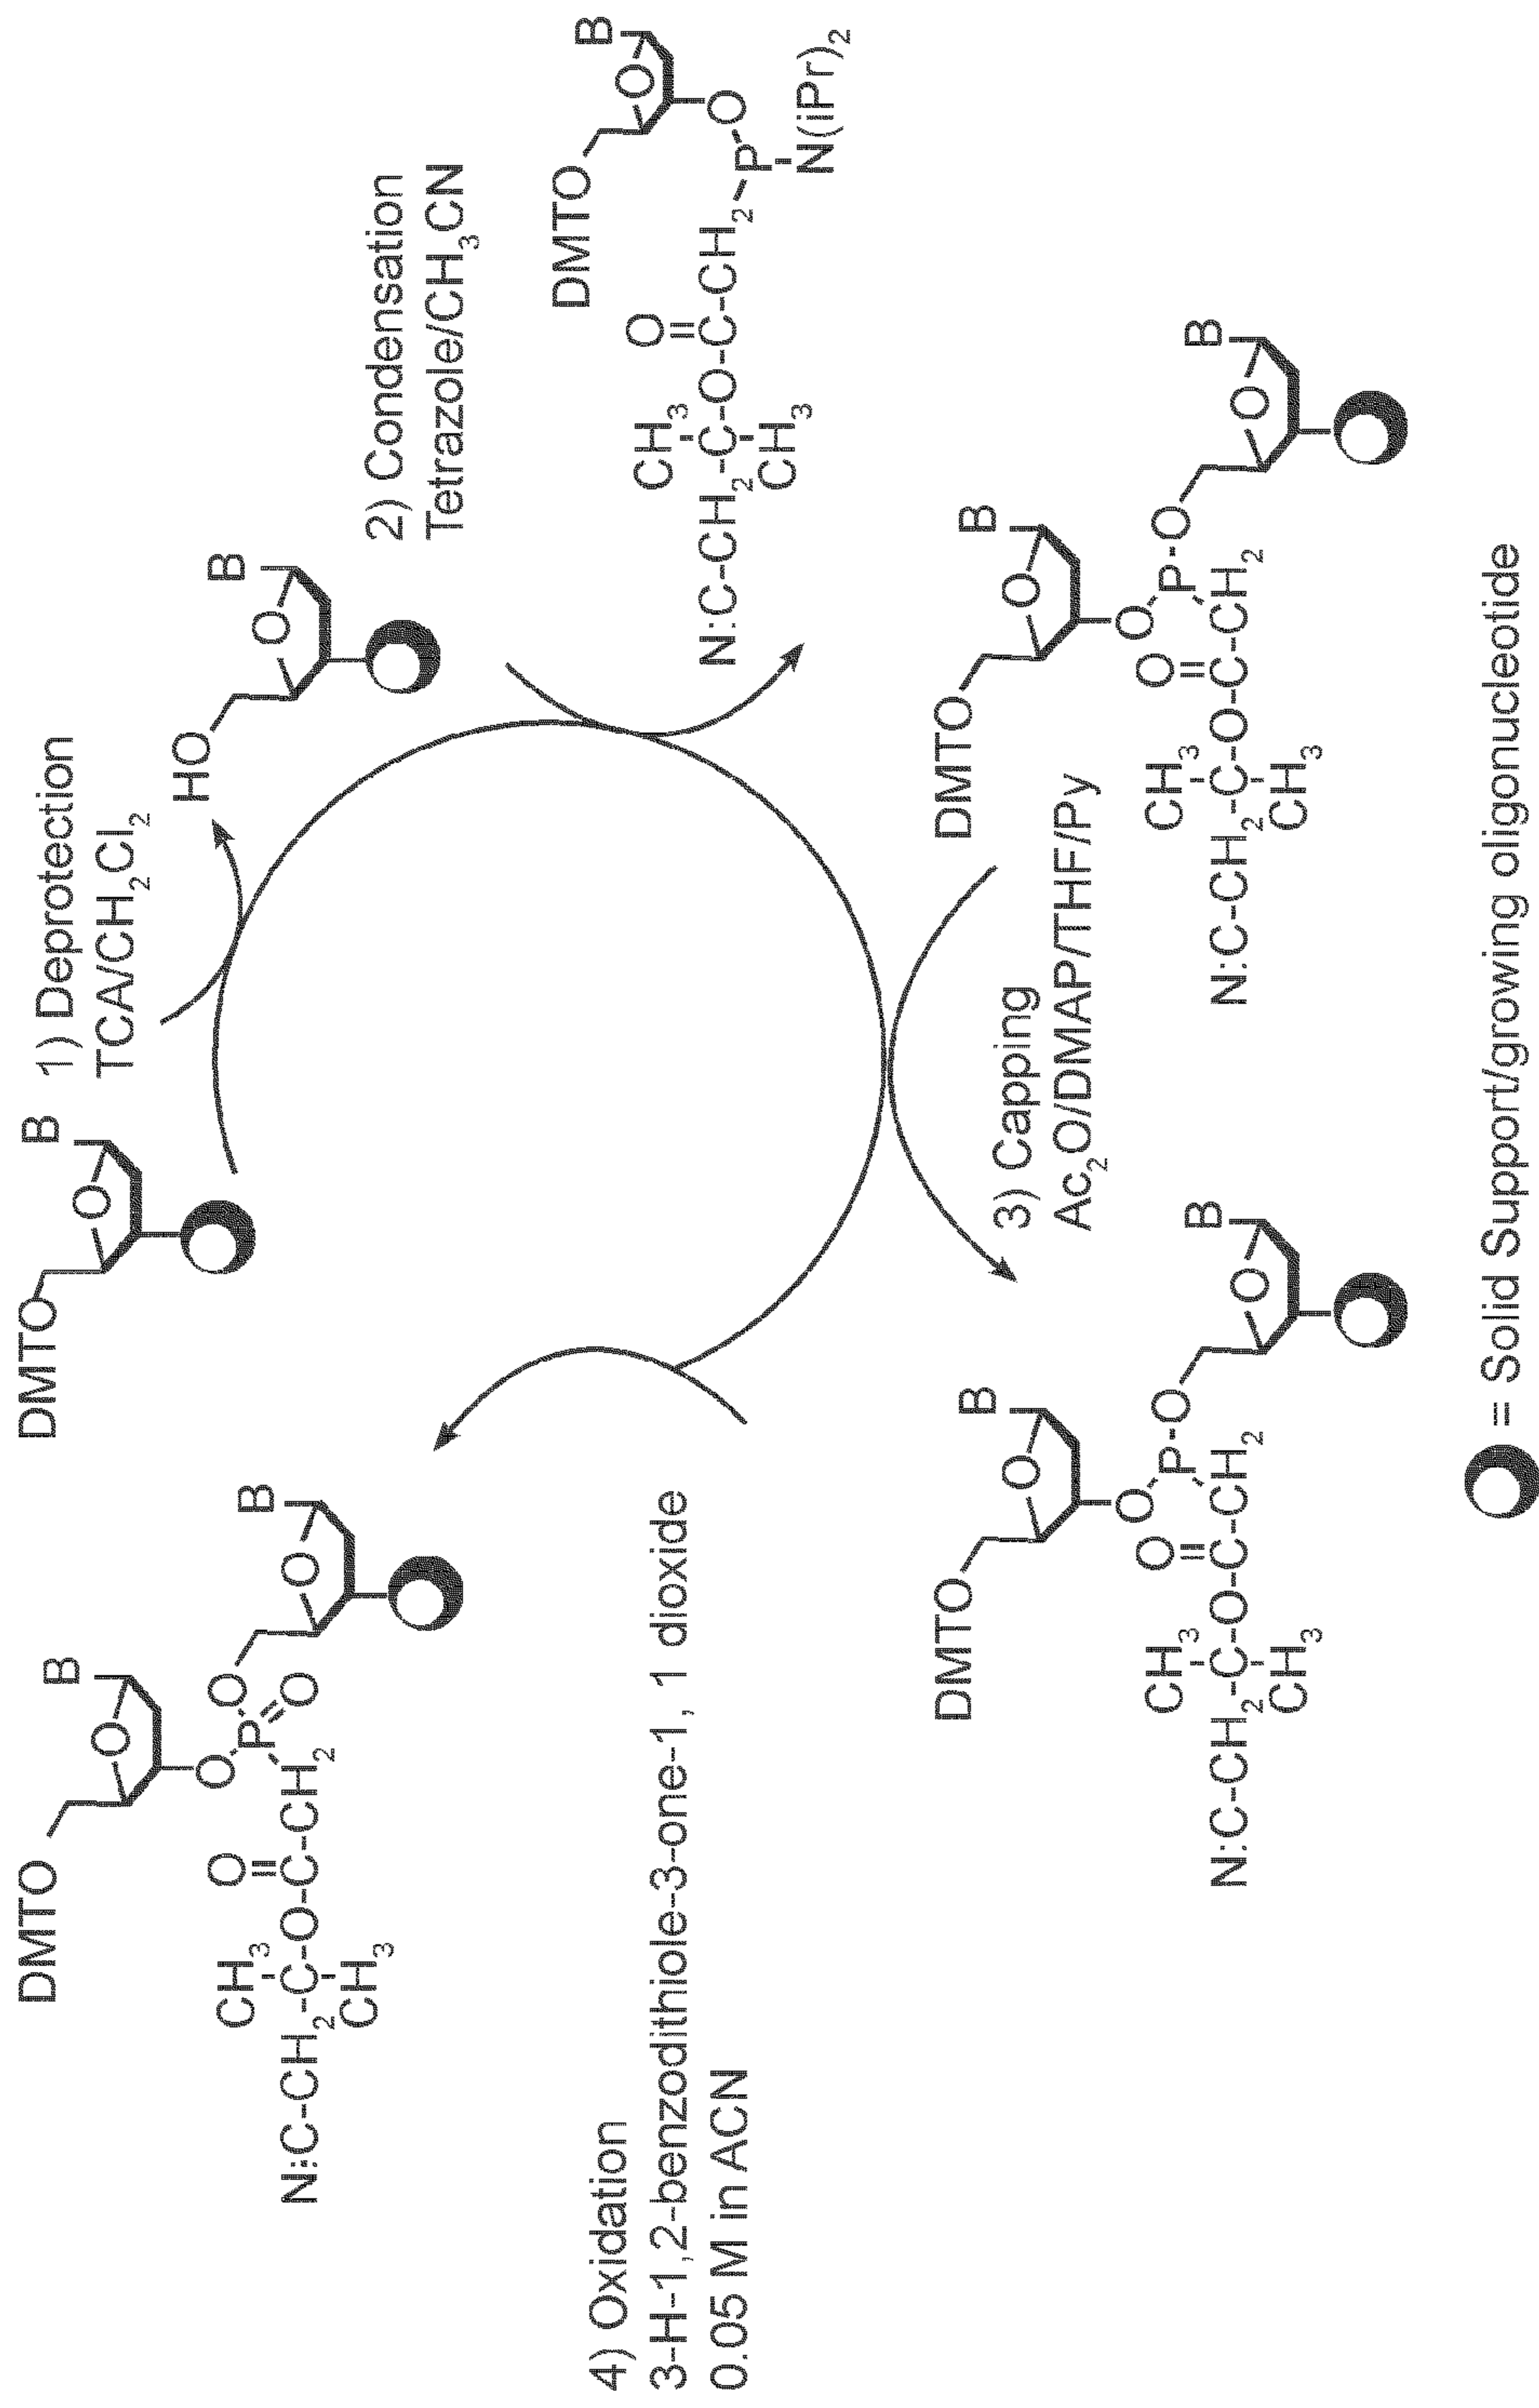 DMTO
B
1) Deprotection
TCA/CH2Cl2
HO
B
2) Condensation
Tetrazole/CH3CN
DMTO
O
B
O
O
CH3
N:C-CH2-C-O-C-CH2-P
CH3
N(iPr)2
DMTO
O
B
O
O
B
O
P
O
CH3
N:C-CH2-C-O-C-CH2
CH3
3) Capping
Ac2O/DMAP/THF/Py
DMTO
O
B
O
O
B
O
P-O
CH3
N:C-CH2-C-O-C-CH2
CH3
4) Oxidation
3-H-1,2-benzodithiole-3-one-1, 1 dioxide
0.05 M in ACN
DMTO
O
B
O
O
B
O
P
O
O
CH3
N:C-CH2-C-O-C-CH2
CH3
= Solid Support/growing oligonucleotide